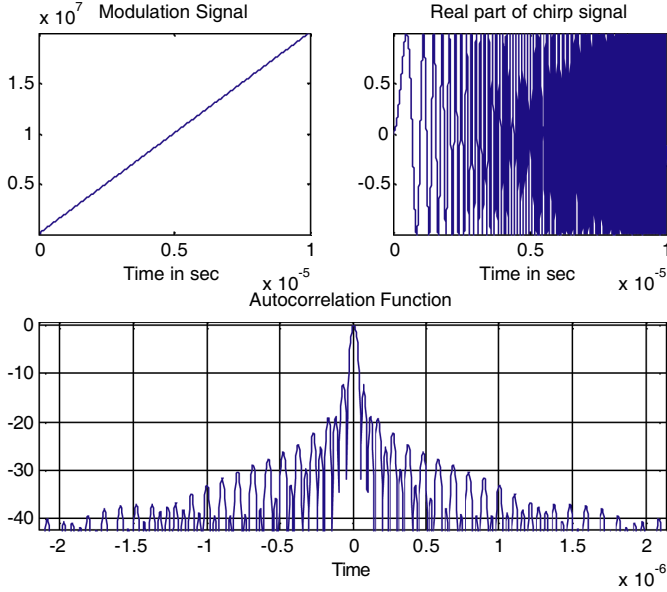 x 10^7
Modulation Signal
1.5
1
0.5
0
0.5
1
Time in sec
x 10^-5
Real part of chirp signal
0.5
0
-0.5
0
0.5
1
Time in sec
x 10^-5
Autocorrelation Function
0
-10
-20
-30
-40
-2
-1.5
-1
-0.5
0
0.5
1
1.5
2
Time
x 10^-6